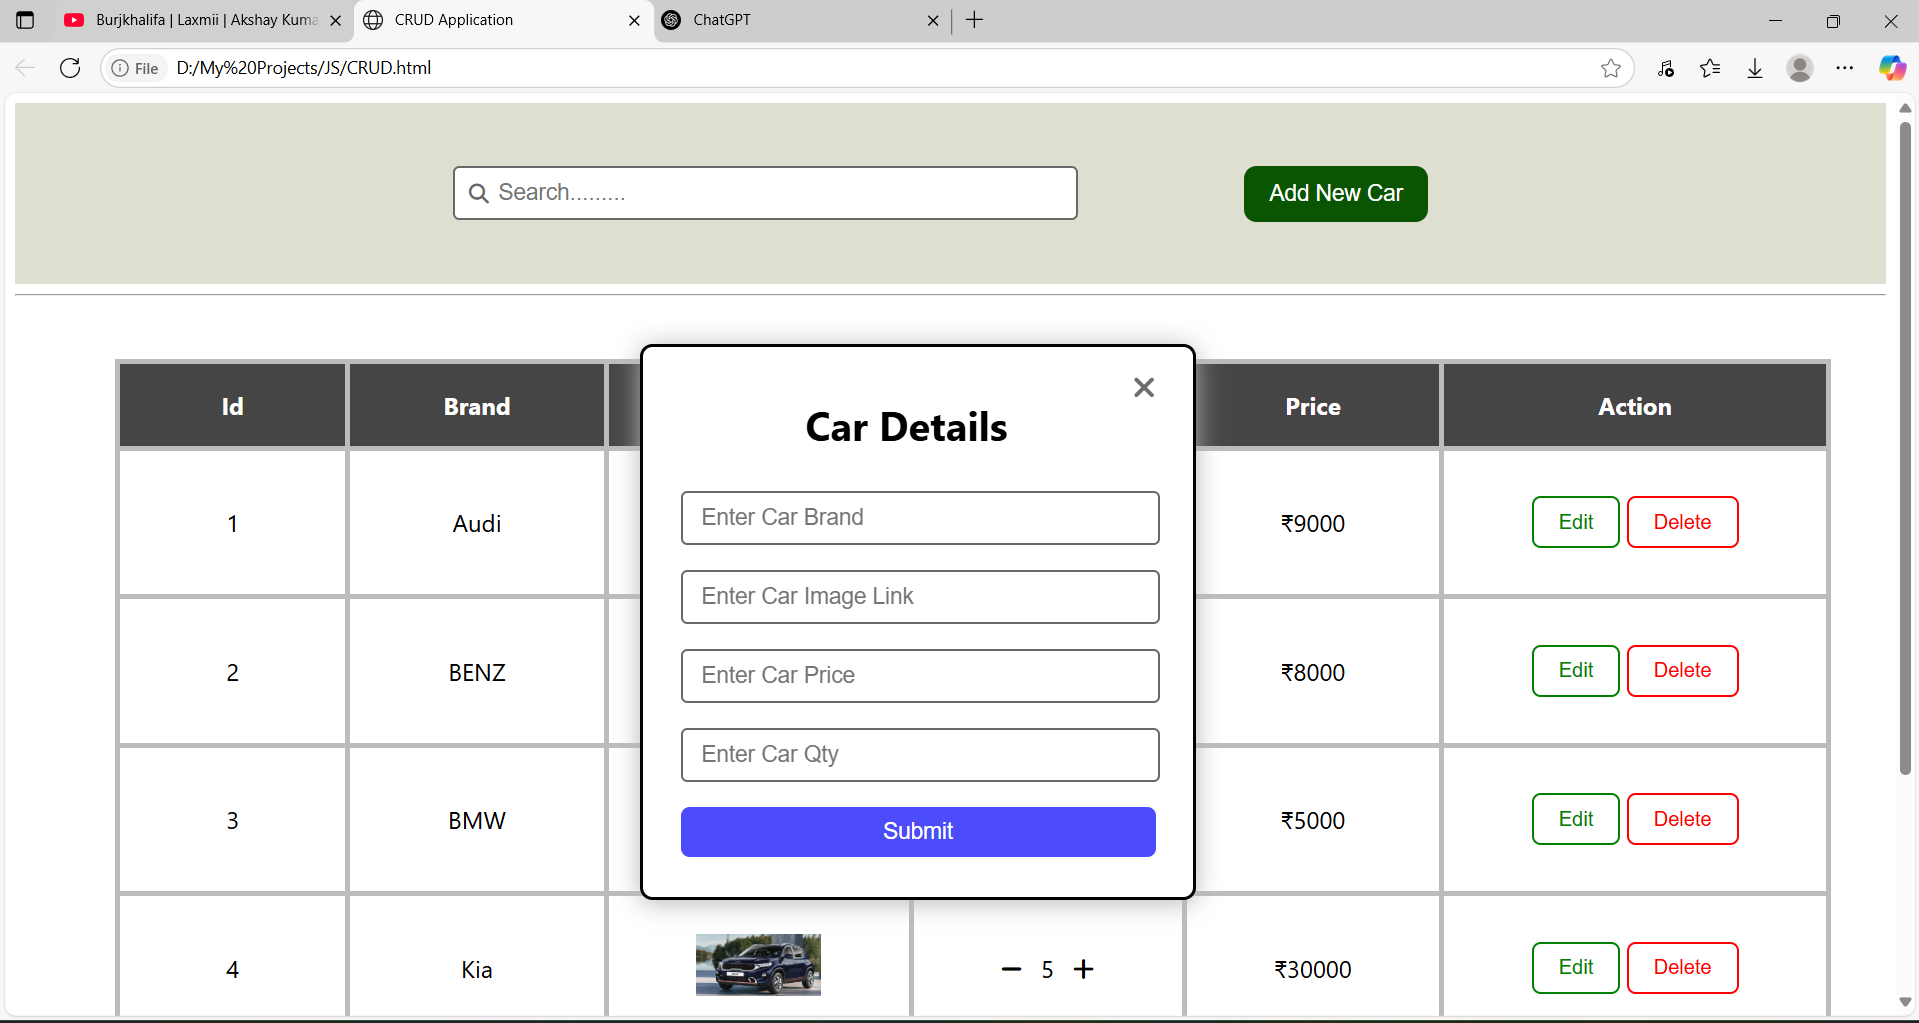 Burjkhalifa | Laxmii | Akshay Kuma
CRUD Application
ChatGPT
File
D:/My%20Projects/JS/CRUD.html
Search.........
Add New Car
Id
Brand
Price
Action
Car Details
Enter Car Brand
Enter Car Image Link
Enter Car Price
Enter Car Qty
Submit
1
Audi
₹9000
Edit
Delete
2
BENZ
₹8000
Edit
Delete
3
BMW
₹5000
Edit
Delete
4
Kia
− 5 +
₹30000
Edit
Delete